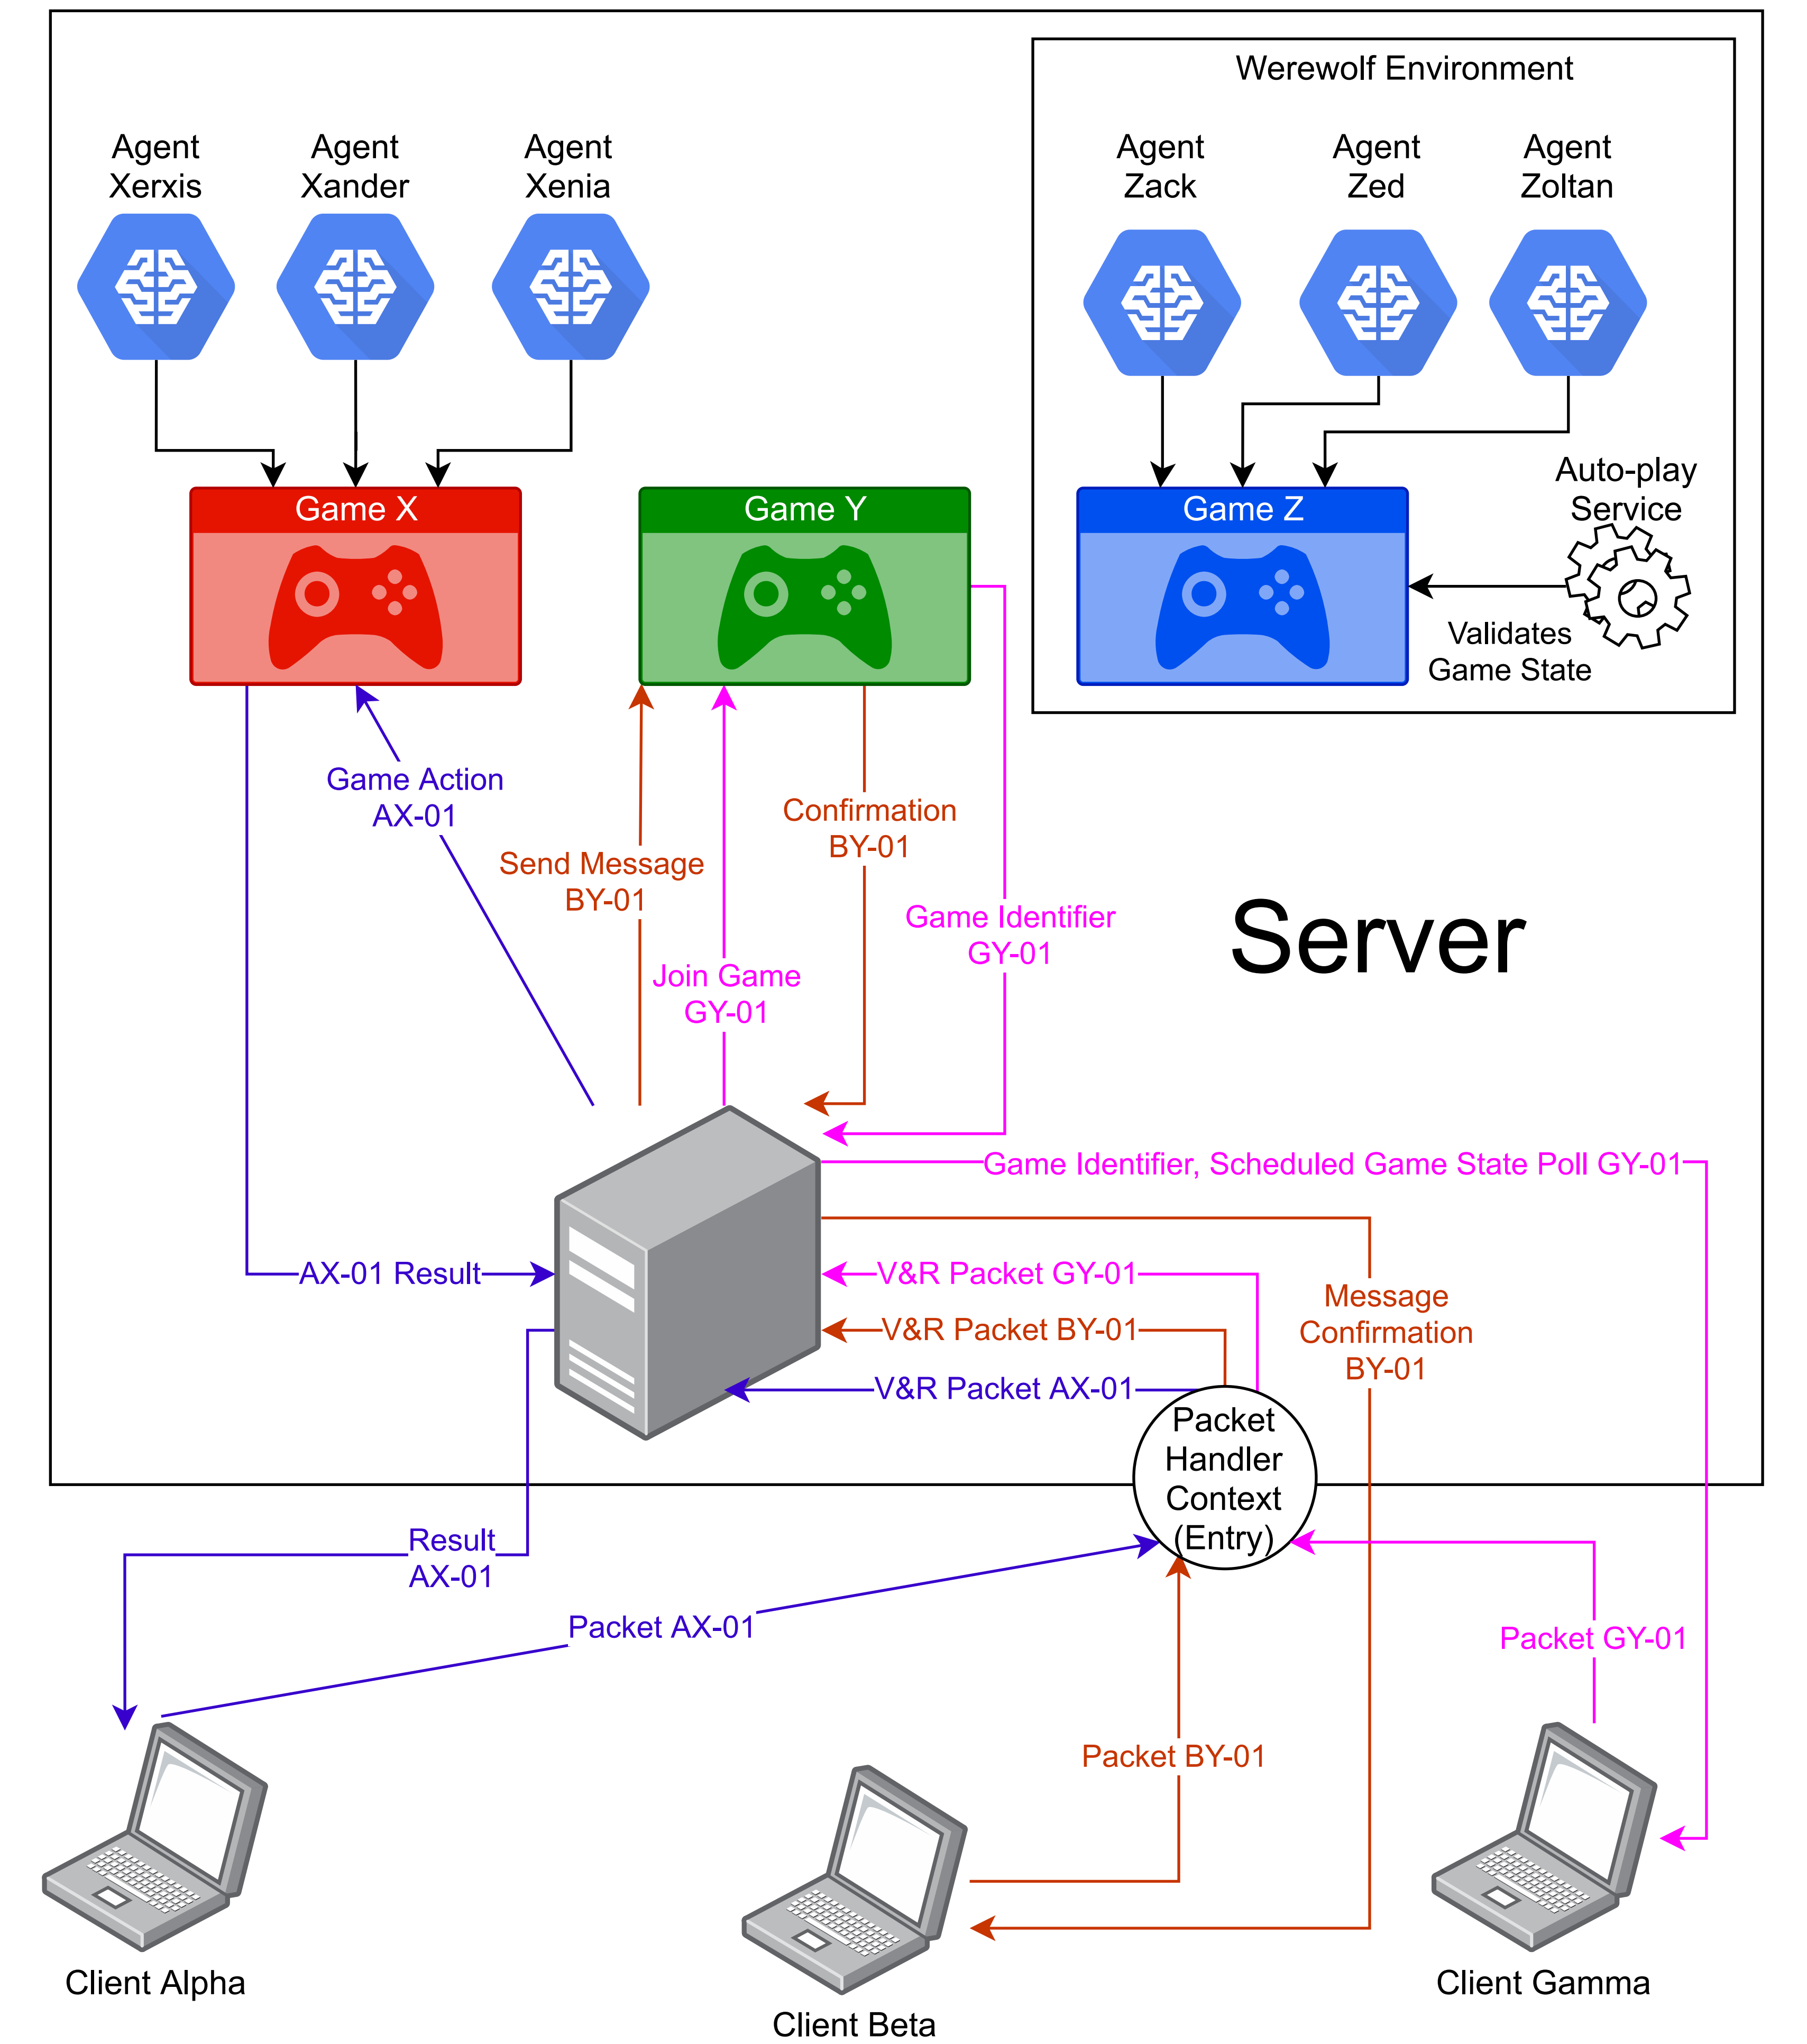 Werewolf Environment
Agent
Xerxis
Agent
Xander
Agent
Xenia
Agent
Zack
Agent
Zed
Agent
Zoltan
Auto-play
Service
Game X
Game Y
Game Z
Validates
Game State
Game Action
AX-01
Send Message
BY-01
Confirmation
BY-01
Game Identifier
GY-01
Join Game
GY-01
Server
Game Identifier, Scheduled Game State Poll GY-01
AX-01 Result
V&R Packet GY-01
V&R Packet BY-01
V&R Packet AX-01
Message
Confirmation
BY-01
Packet
Handler
Context
(Entry)
Result
AX-01
Packet AX-01
Packet GY-01
Packet BY-01
Client Alpha
Client Beta
Client Gamma